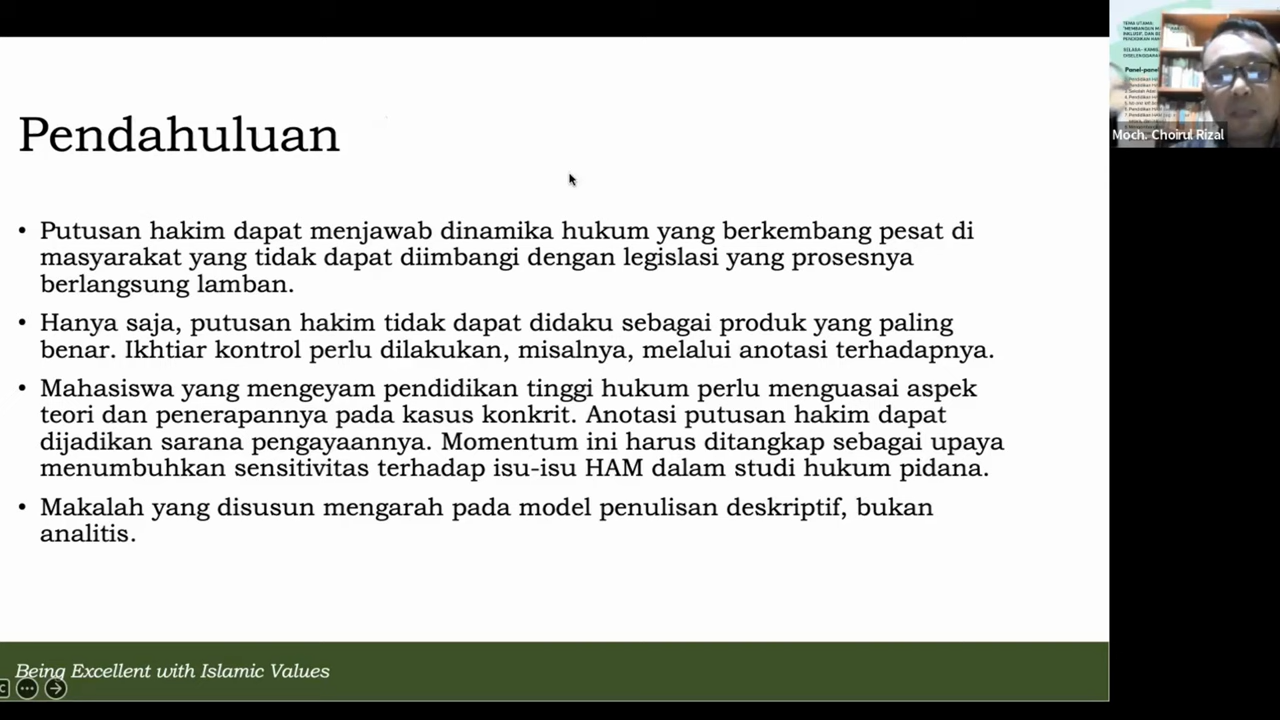 Pendahuluan
• Putusan hakim dapat menjawab dinamika hukum yang berkembang pesat di
masyarakat yang tidak dapat diimbangi dengan legislasi yang prosesnya
berlangsung lamban.
• Hanya saja, putusan hakim tidak dapat didaku sebagai produk yang paling
benar. Ikhtiar kontrol perlu dilakukan, misalnya, melalui anotasi terhadapnya.
• Mahasiswa yang mengeyam pendidikan tinggi hukum perlu menguasai aspek
teori dan penerapannya pada kasus konkrit. Anotasi putusan hakim dapat
dijadikan sarana pengayaannya. Momentum ini harus ditangkap sebagai upaya
menumbuhkan sensitivitas terhadap isu-isu HAM dalam studi hukum pidana.
• Makalah yang disusun mengarah pada model penulisan deskriptif, bukan
analitis.
Being Excellent with Islamic Values
TEMA UTAMA:
Moch. Choirul Rizal